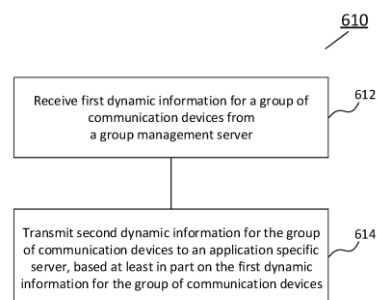 610
Receive first dynamic information for a group of
communication devices from
a group management server
612
Transmit second dynamic information for the group
of communication devices to an application specific
server, based at least in part on the first dynamic
information for the group of communication devices
614